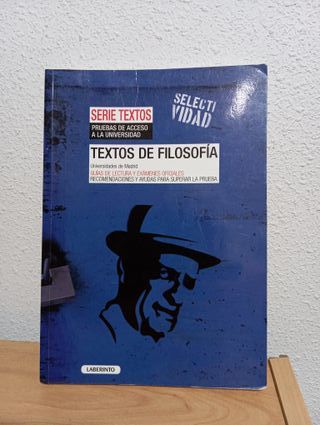 SELECTI
VIDAD
SERIE TEXTOS
PRUEBAS DE ACCESO
A LA UNIVERSIDAD
TEXTOS DE FILOSOFÍA
Universidades de Madrid
GUÍAS DE LECTURA Y EXÁMENES OFICIALES
RECOMENDACIONES Y AYUDAS PARA SUPERAR LA PRUEBA
LABERINTO